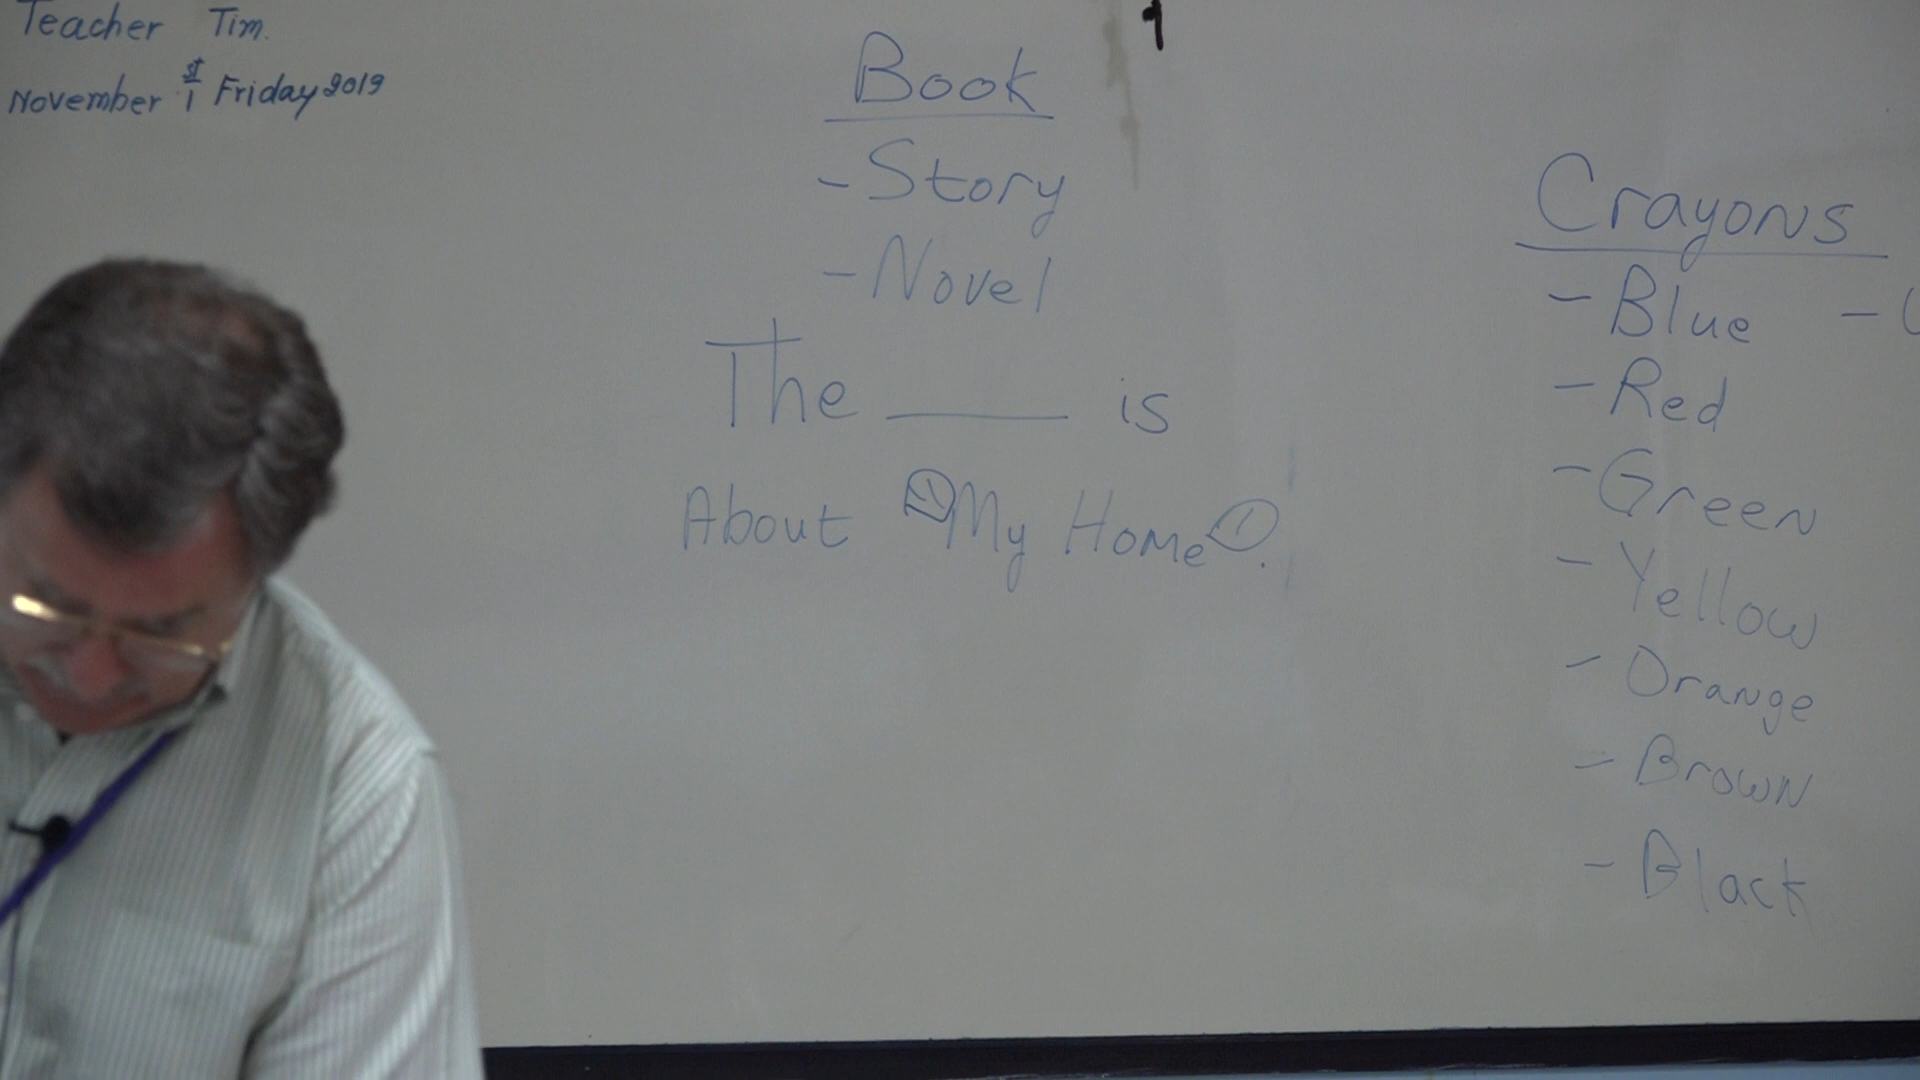 Teacher Tim.
November 1st Friday 2019
Book
- Story
- Novel
The ____ is
About "My Home".
Crayons
- Blue -
- Red
- Green
- Yellow
- Orange
- Brown
- Black